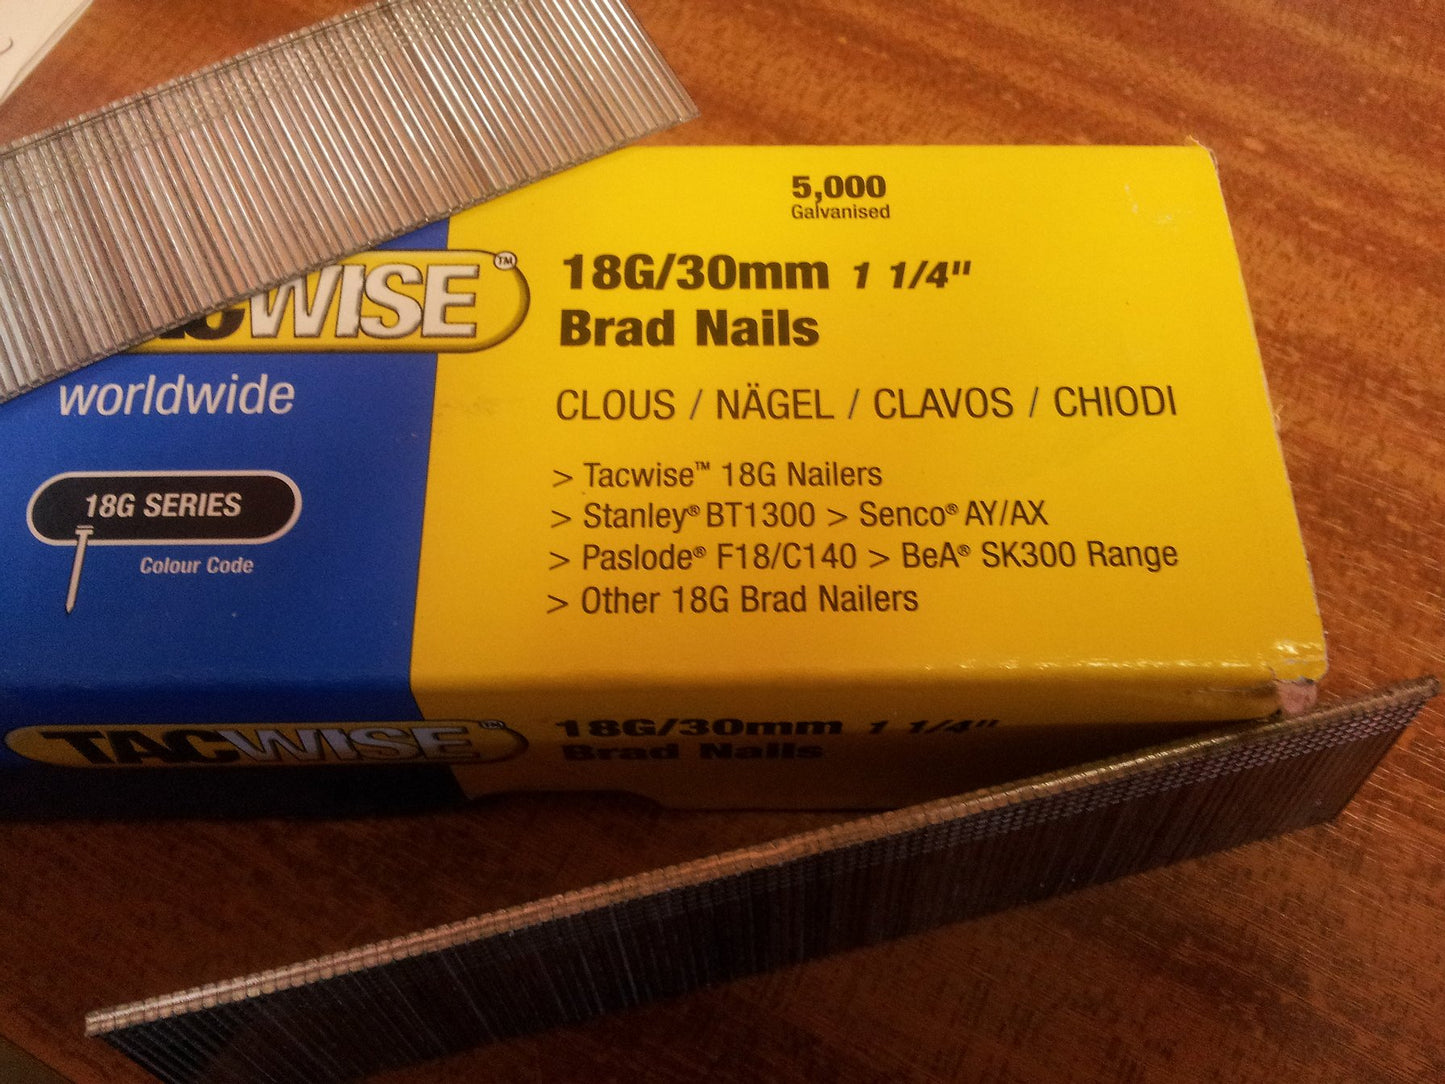 5,000
Galvanised
18G/30mm 1 1/4"
Brad Nails
CLOUS / NÄGEL / CLAVOS / CHIODI
> Tacwise™ 18G Nailers
> Stanley® BT1300 > Senco® AY/AX
> Paslode® F18/C140 > BeA® SK300 Range
> Other 18G Brad Nailers
WISE™
worldwide
18G SERIES
Colour Code
TACWISE™
18G/30mm 1 1/4"
Brad Nails